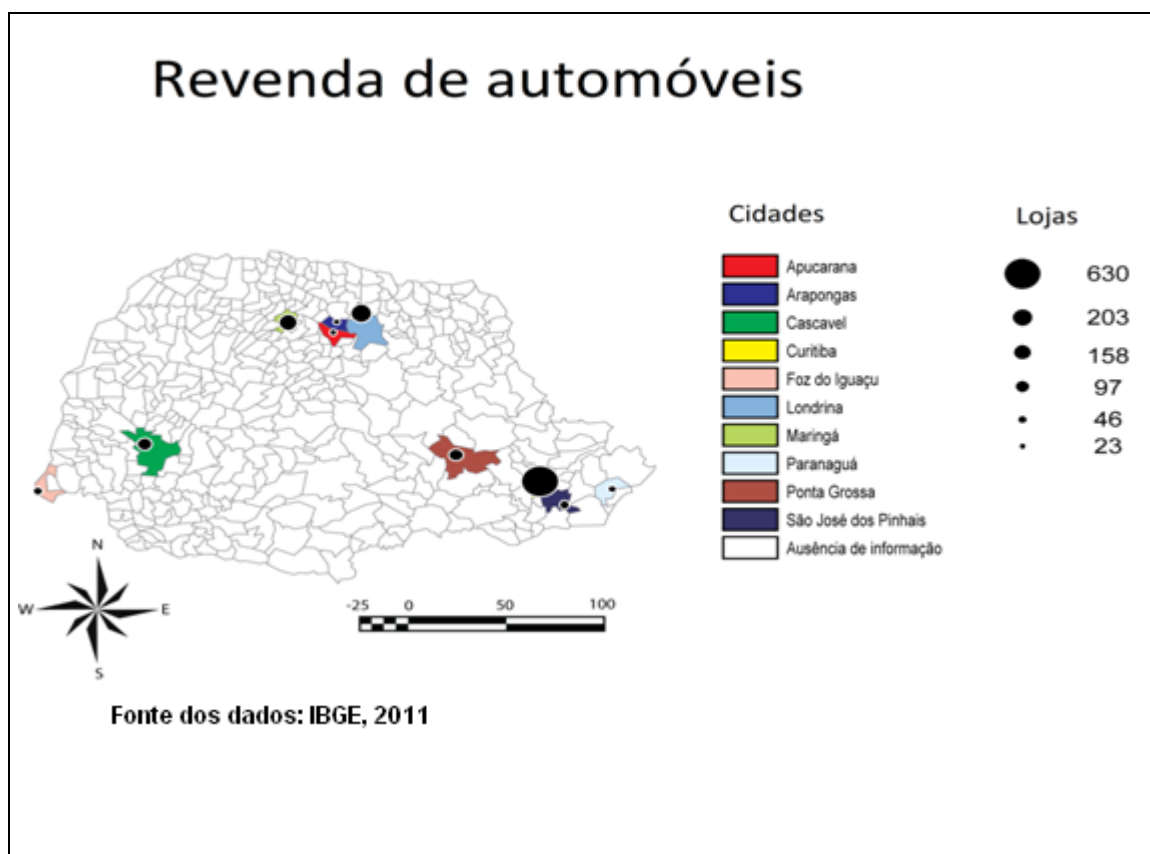 Revenda de automóveis
Cidades
Apucarana
Arapongas
Cascavel
Curitiba
Foz do Iguaçu
Londrina
Maringá
Paranaguá
Ponta Grossa
São José dos Pinhais
Ausência de informação
Lojas
630
203
158
97
46
23
N
W
E
S
-25 0 50 100
Fonte dos dados: IBGE, 2011